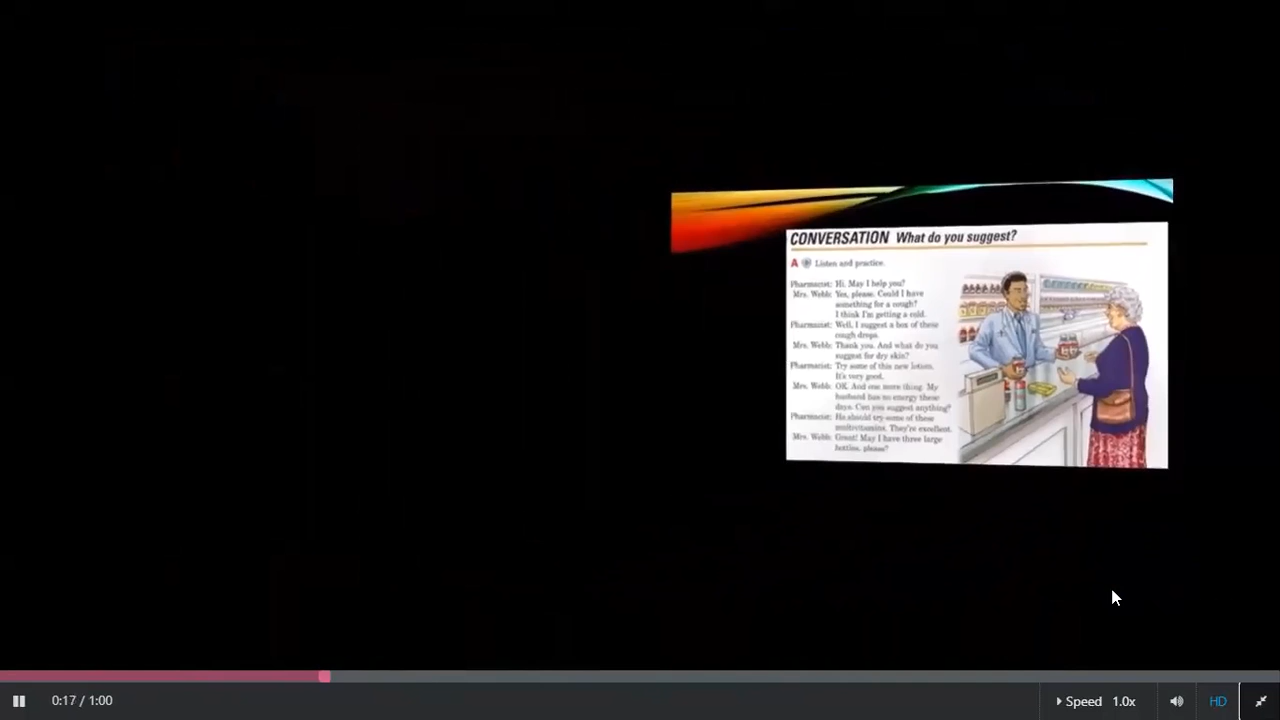 CONVERSATION What do you suggest?
A Listen and practice.
Pharmacist: Hi. May I help you?
Mrs. Webb: Yes, please. Could I have
something for a cough?
I think I'm getting a cold.
Pharmacist: Well, I suggest a box of these
cough drops.
Mrs. Webb: Thank you. And what do you
suggest for dry skin?
Pharmacist: Try some of this new lotion.
It's very good.
Mrs. Webb: OK. And one more thing. My
husband has no energy these
days. Can you suggest anything?
Pharmacist: He should try some of these
multivitamins. They're excellent.
Mrs. Webb: Great! May I have three large
bottles, please?
0:17 / 1:00
Speed 1.0x
HD